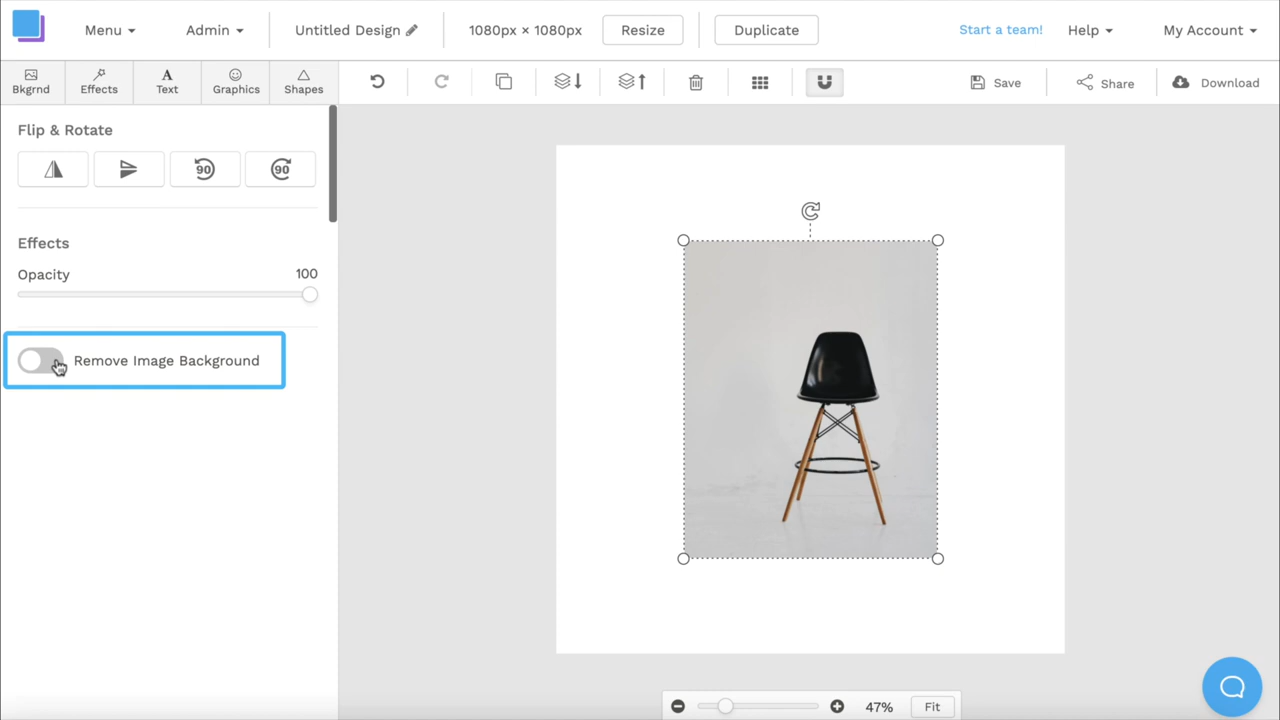 Menu
Admin
Untitled Design
1080px × 1080px
Resize
Duplicate
Start a team!
Help
My Account
Bkgrnd
Effects
A
Text
Graphics
Shapes
Save
Share
Download
Flip & Rotate
90
90
Effects
Opacity
100
Remove Image Background
47%
Fit